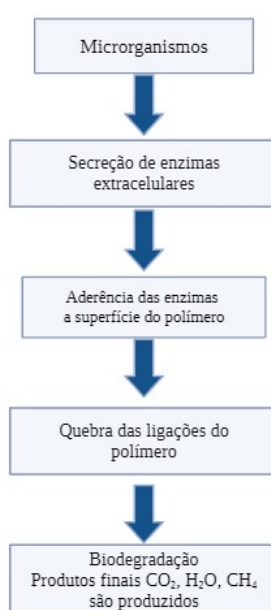 Microrganismos
Secreção de enzimas
extracelulares
Aderência das enzimas
a superfície do polímero
Quebra das ligações do
polímero
Biodegradação
Produtos finais CO₂, H₂O, CH₄
são produzidos